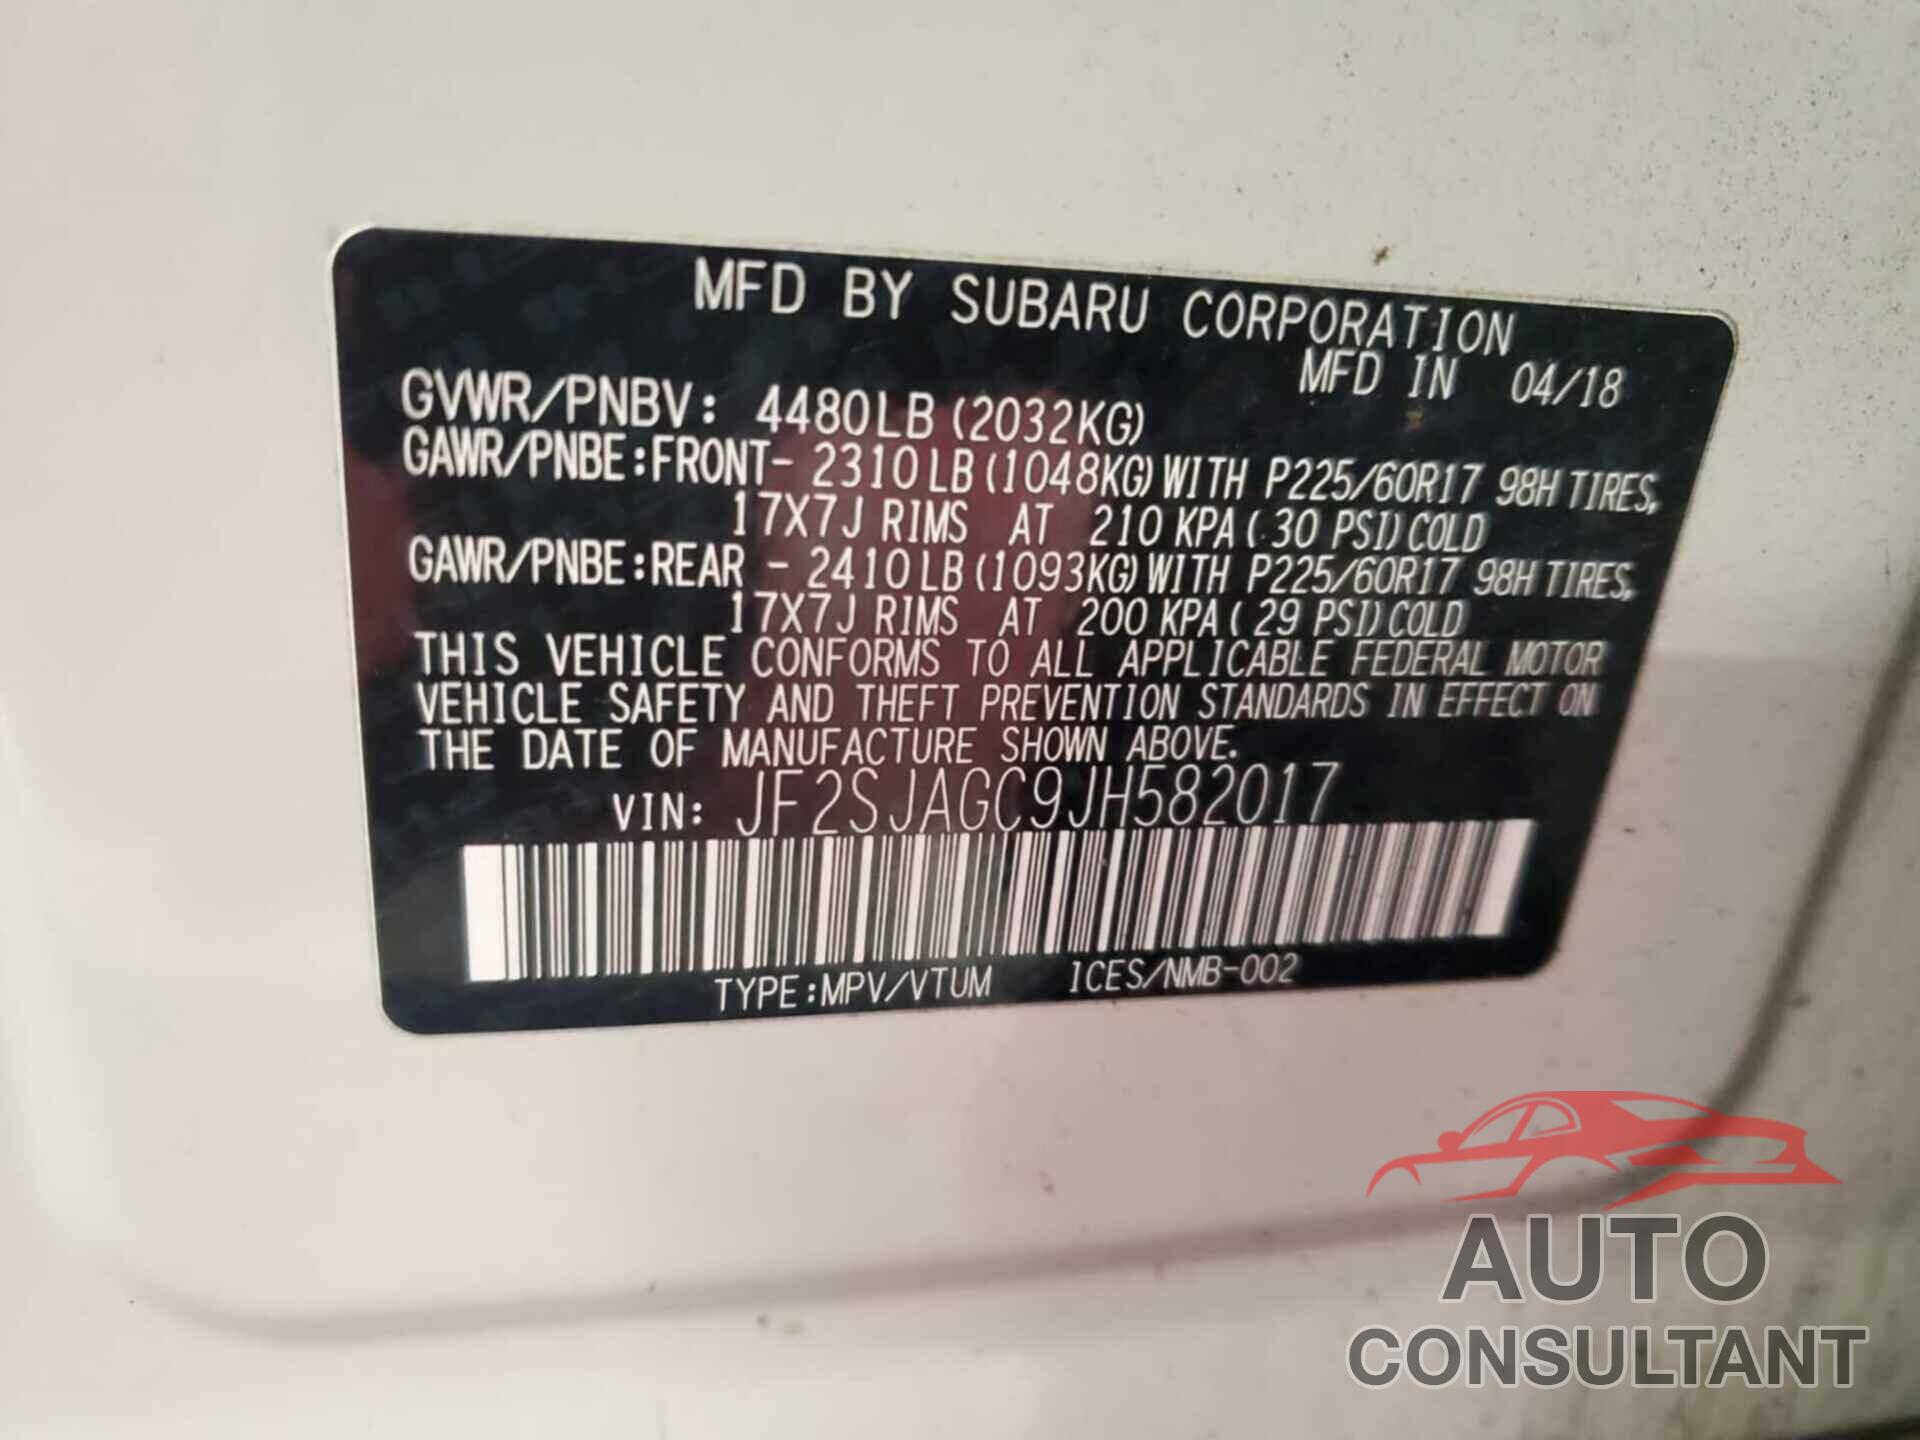 MFD BY SUBARU CORPORATION
MFD IN 04/18
GVWR/PNBV: 4480LB (2032KG)
GAWR/PNBE:FRONT- 2310LB (1048KG) WITH P225/60R17 98H TIRES,
17X7J RIMS AT 210 KPA ( 30 PSI) COLD
GAWR/PNBE:REAR - 2410LB (1093KG) WITH P225/60R17 98H TIRES,
17X7J RIMS AT 200 KPA ( 29 PSI) COLD
THIS VEHICLE CONFORMS TO ALL APPLICABLE FEDERAL MOTOR
VEHICLE SAFETY AND THEFT PREVENTION STANDARDS IN EFFECT ON
THE DATE OF MANUFACTURE SHOWN ABOVE.
VIN: JF2SJAGC9JH582017
TYPE:MPV/VTUM ICES/NMB-002
AUTO
CONSULTANT